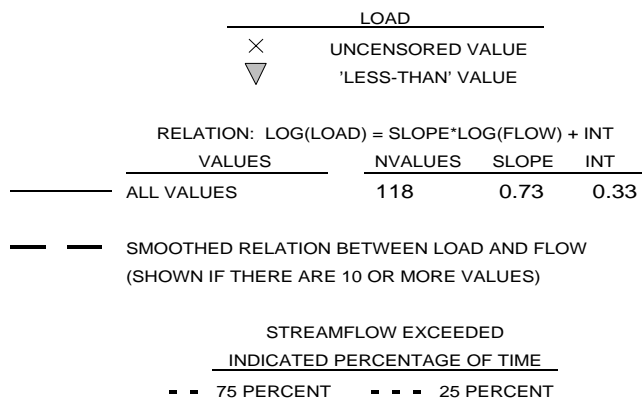 LOAD
UNCENSORED VALUE
'LESS-THAN' VALUE
RELATION: LOG(LOAD) = SLOPE*LOG(FLOW) + INT
VALUES NVALUES SLOPE INT
ALL VALUES 118 0.73 0.33
SMOOTHED RELATION BETWEEN LOAD AND FLOW
(SHOWN IF THERE ARE 10 OR MORE VALUES)
STREAMFLOW EXCEEDED
INDICATED PERCENTAGE OF TIME
75 PERCENT 25 PERCENT